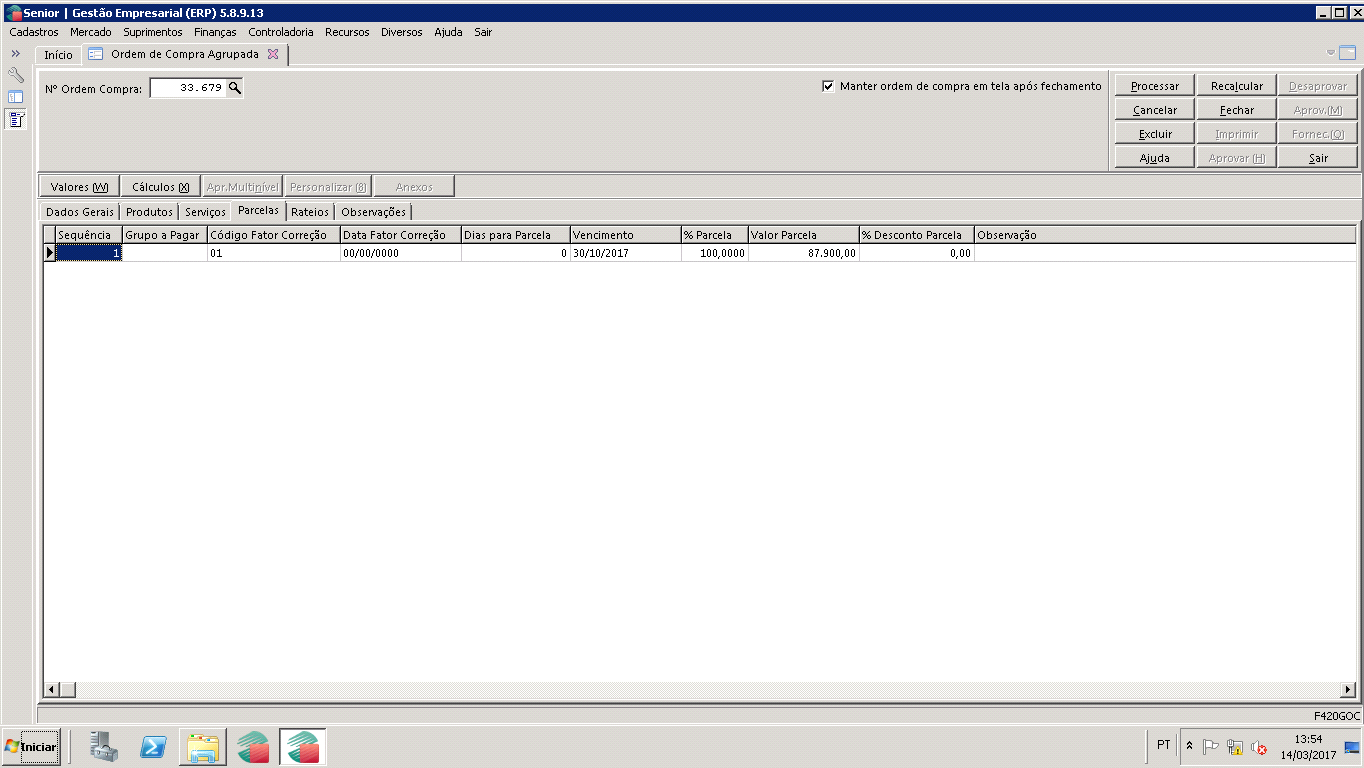 Senior | Gestão Empresarial (ERP) 5.8.9.13
Cadastros Mercado Suprimentos Finanças Controladoria Recursos Diversos Ajuda Sair
Início Ordem de Compra Agrupada
Nº Ordem Compra: 33.679
Manter ordem de compra em tela após fechamento
Processar Recalcular Desaprovar
Cancelar Fechar Aprov.(M)
Excluir Imprimir Fornec.(Q)
Ajuda Aprovar (H) Sair
Valores (W) Cálculos (X) Apr.Multinível Personalizar (8) Anexos
Dados Gerais Produtos Serviços Parcelas Rateios Observações
Sequência Grupo a Pagar Código Fator Correção Data Fator Correção Dias para Parcela Vencimento % Parcela Valor Parcela % Desconto Parcela Observação
1 01 00/00/0000 0 30/10/2017 100,0000 87.900,00 0,00
F420GOC
Iniciar
PT
13:54
14/03/2017